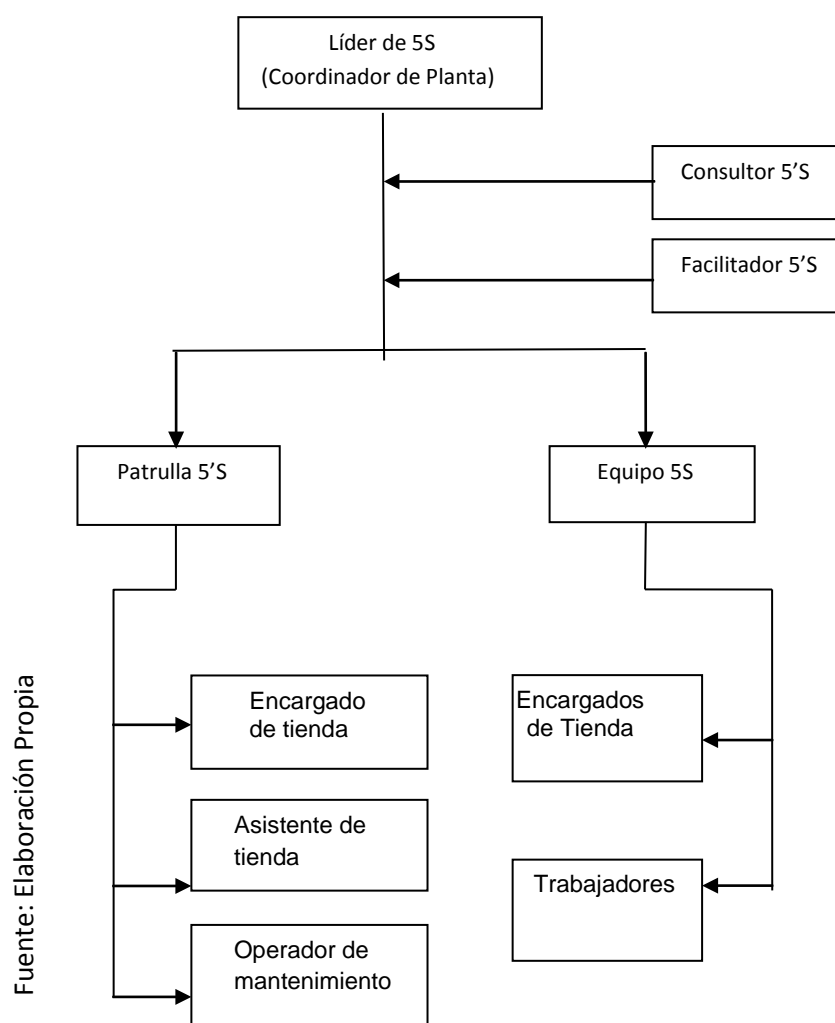 Líder de 5S
(Coordinador de Planta)
Consultor 5’S
Facilitador 5’S
Patrulla 5’S
Equipo 5S
Encargado
de tienda
Encargados
de Tienda
Asistente de
tienda
Trabajadores
Operador de
mantenimiento
Fuente: Elaboración Propia